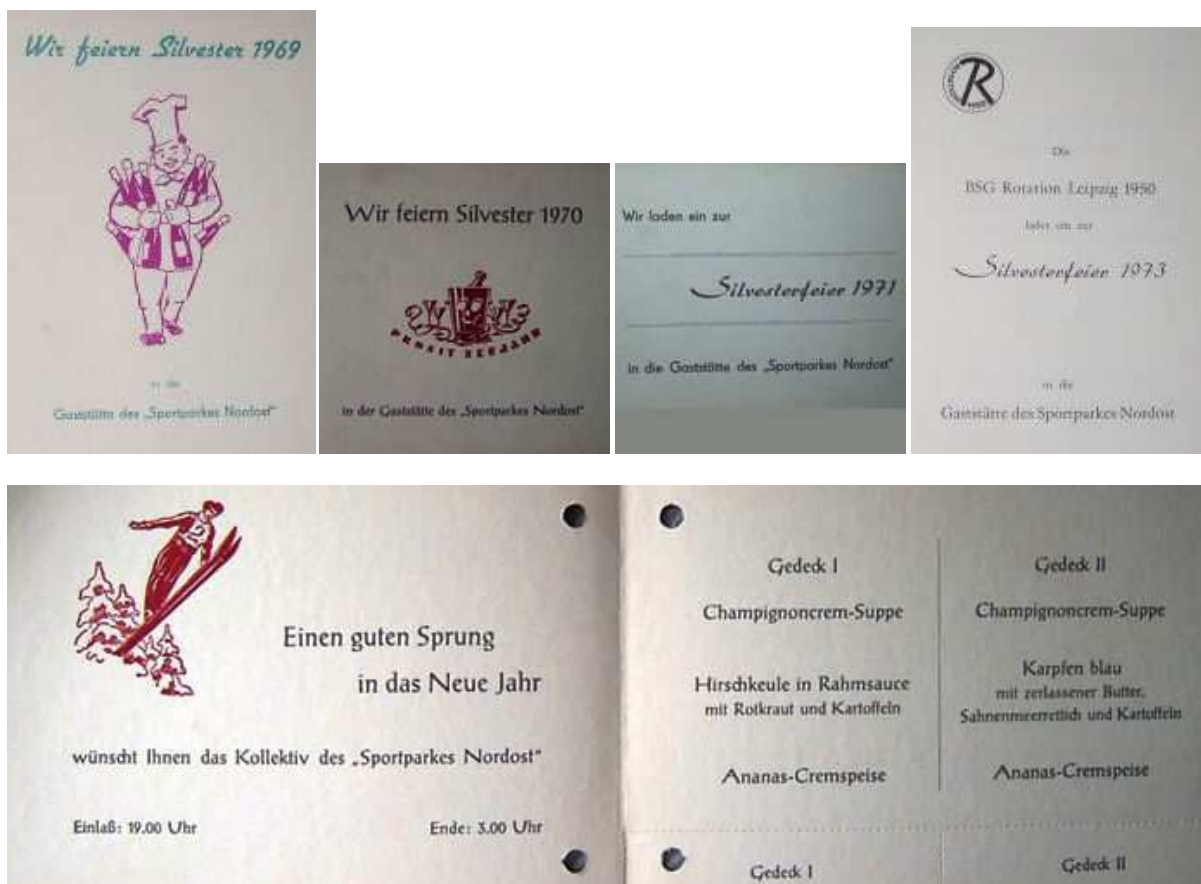 Wir feiern Silvester 1969
in die
Gaststätte des „Sportparkes Nordost“
Wir feiern Silvester 1970
PROSIT NEUJAHR
in der Gaststätte des „Sportparkes Nordost“
Wir laden ein zur
Silvesterfeier 1971
in die Gaststätte des „Sportparkes Nordost“
R
Die
BSG Rotation Leipzig 1950
ladet ein zur
Silvesterfeier 1973
in die
Gaststätte des Sportparkes Nordost
2
Einen guten Sprung
in das Neue Jahr
wünscht Ihnen das Kollektiv des „Sportparkes Nordost“
Einlaß: 19.00 Uhr
Ende: 3.00 Uhr
Gedeck I
Champignoncrem-Suppe
Hirschkeule in Rahmsauce
mit Rotkraut und Kartoffeln
Ananas-Cremspeise
Gedeck II
Champignoncrem-Suppe
Karpfen blau
mit zerlassener Butter,
Sahnenmeerrettich und Kartoffeln
Ananas-Cremspeise
Gedeck I
Gedeck II